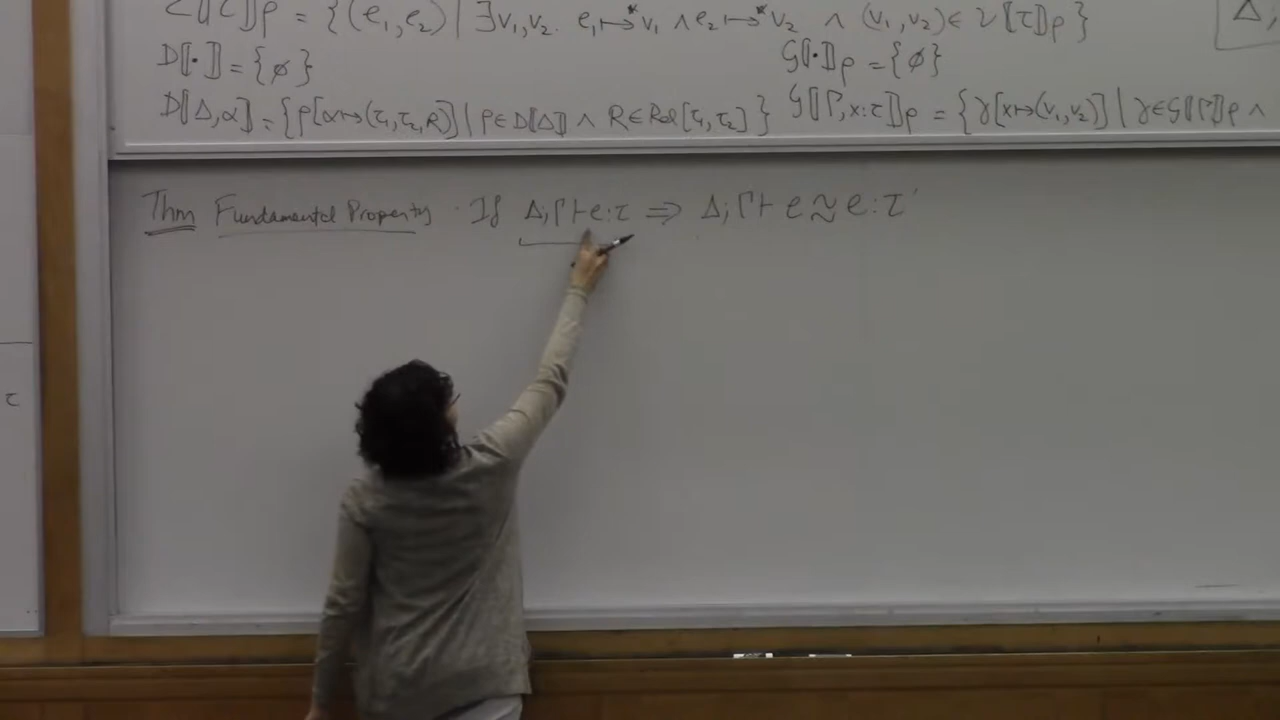 ℰ⟦τ⟧ρ = {(e₁,e₂) | ∃v₁,v₂. e₁↦*v₁ ∧ e₂↦*v₂ ∧ (v₁,v₂)∈ 𝒱⟦τ⟧ρ}
Δ;
D⟦·⟧ = {∅}
G⟦·⟧ρ = {∅}
D⟦Δ,α⟧ = {ρ[α↦(τ₁,τ₂,R)] | ρ∈D⟦Δ⟧ ∧ R∈Rel[τ₁,τ₂]}
G⟦Γ,x:τ⟧ρ = {γ[x↦(v₁,v₂)] | γ∈G⟦Γ⟧ρ ∧
Thm Fundamental Property. If Δ;Γ⊢e:τ ⇒ Δ;Γ⊢ e≈e:τ
τ